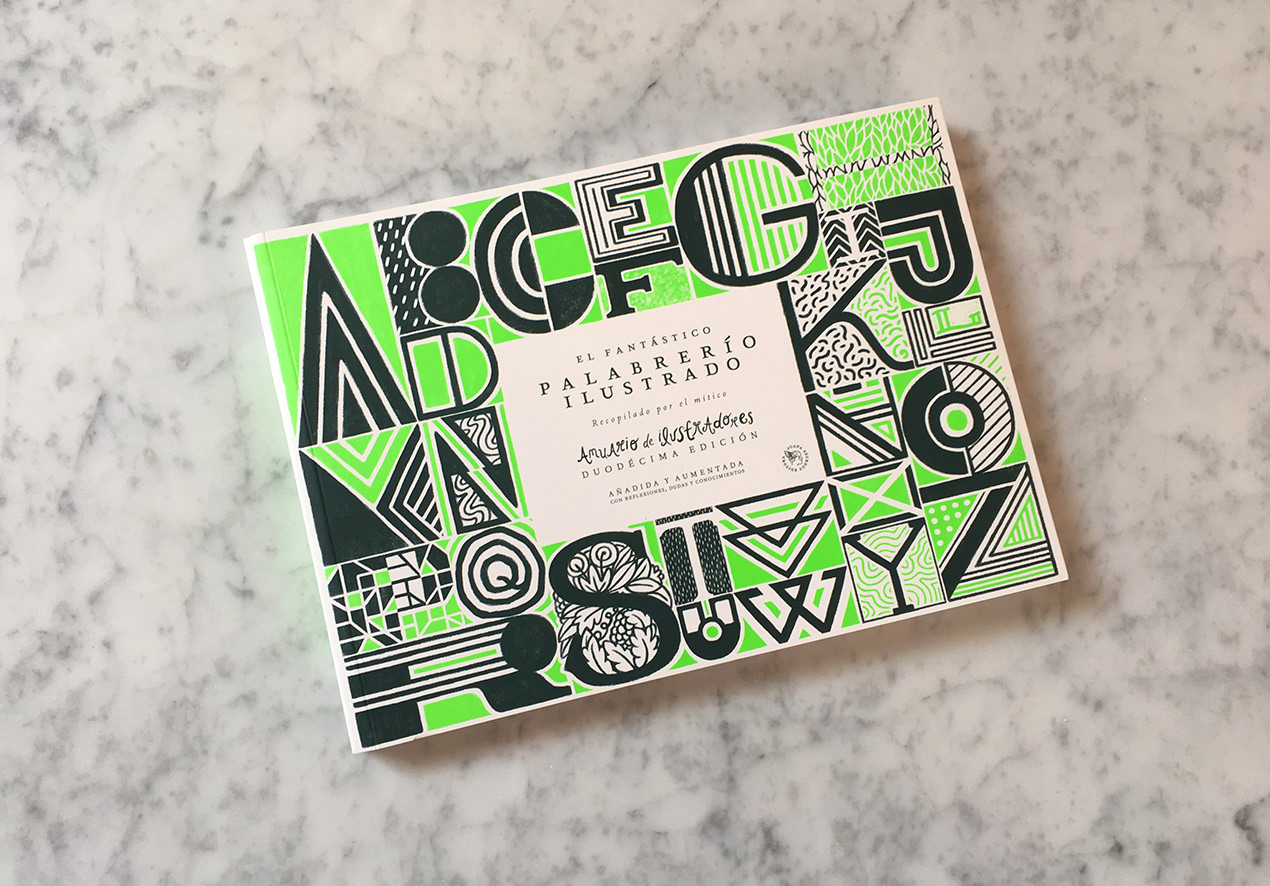 A B C E G H
I J
D F K L
M N N O
P Q R S T U V W X Y Z
EL FANTÁSTICO
PALABRERÍO
ILUSTRADO
Recopilado por el mítico
Anuario de ilustradores
DUODÉCIMA EDICIÓN
AÑADIDA Y AUMENTADA
CON REFLEXIONES, DUDAS Y CONOCIMIENTOS